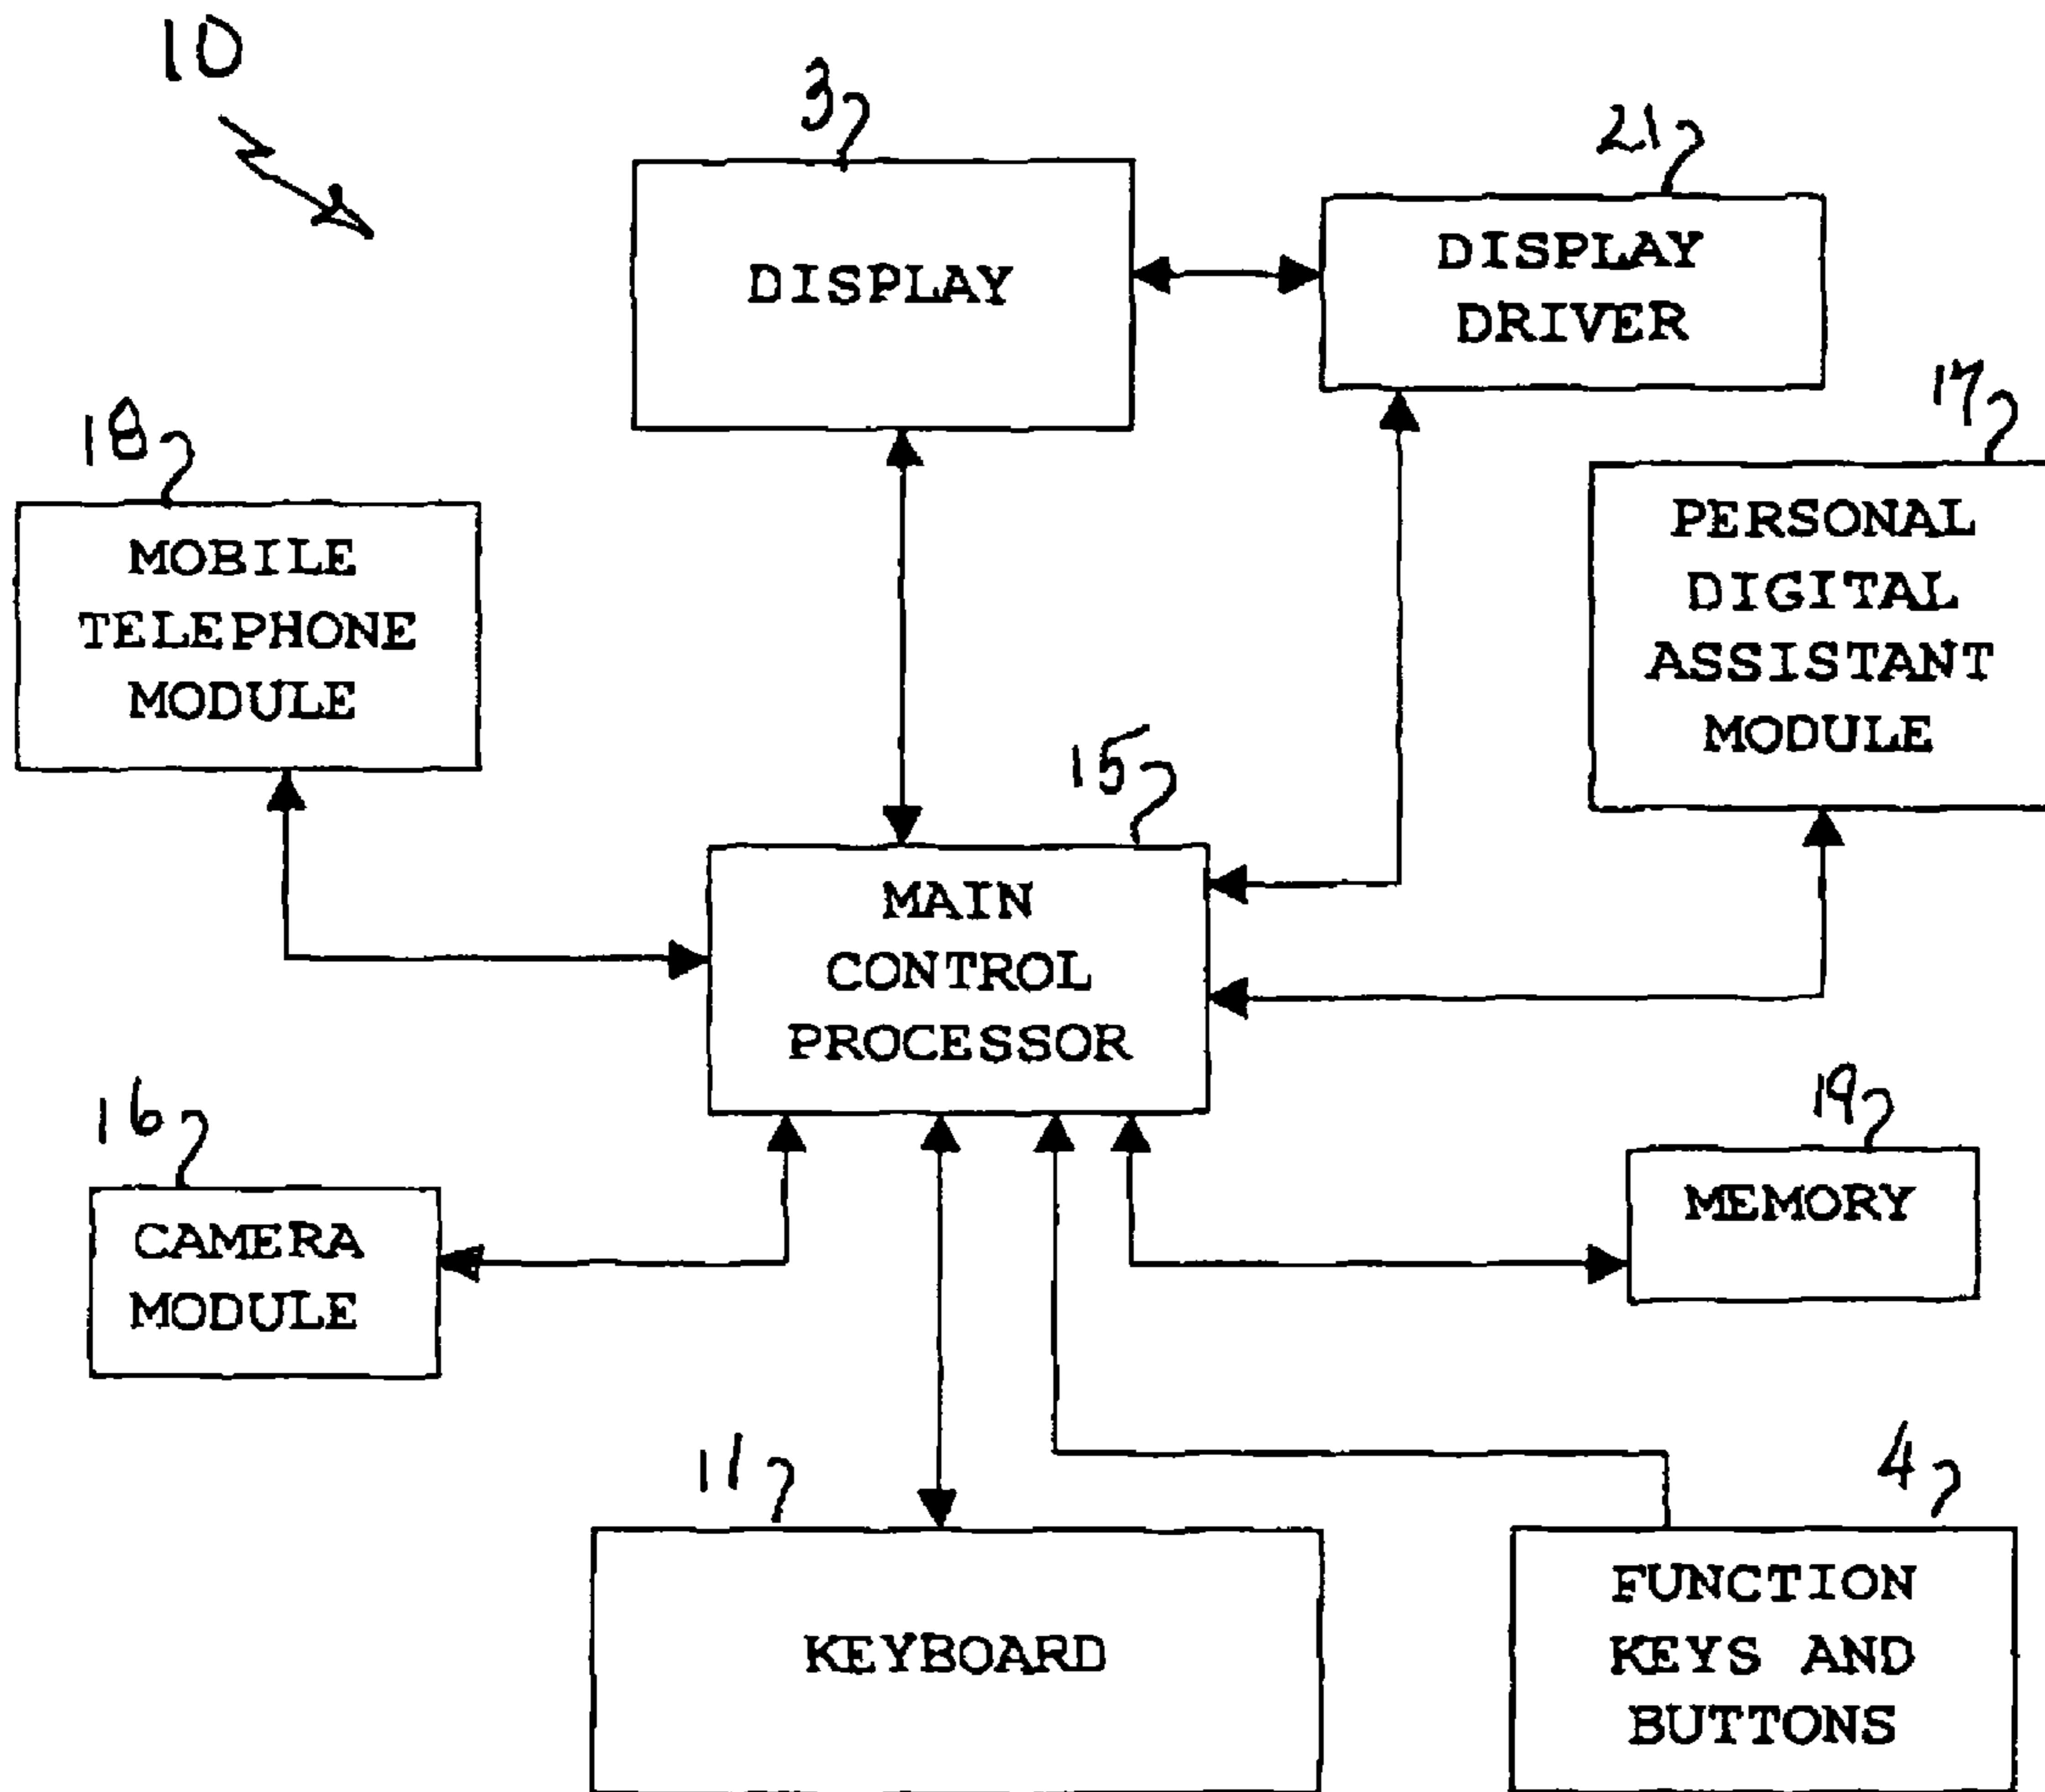 10
3
21
DISPLAY
DISPLAY
DRIVER
18
17
MOBILE
TELEPHONE
MODULE
PERSONAL
DIGITAL
ASSISTANT
MODULE
15
MAIN
CONTROL
PROCESSOR
16
19
CAMERA
MODULE
MEMORY
11
4
KEYBOARD
FUNCTION
KEYS AND
BUTTONS